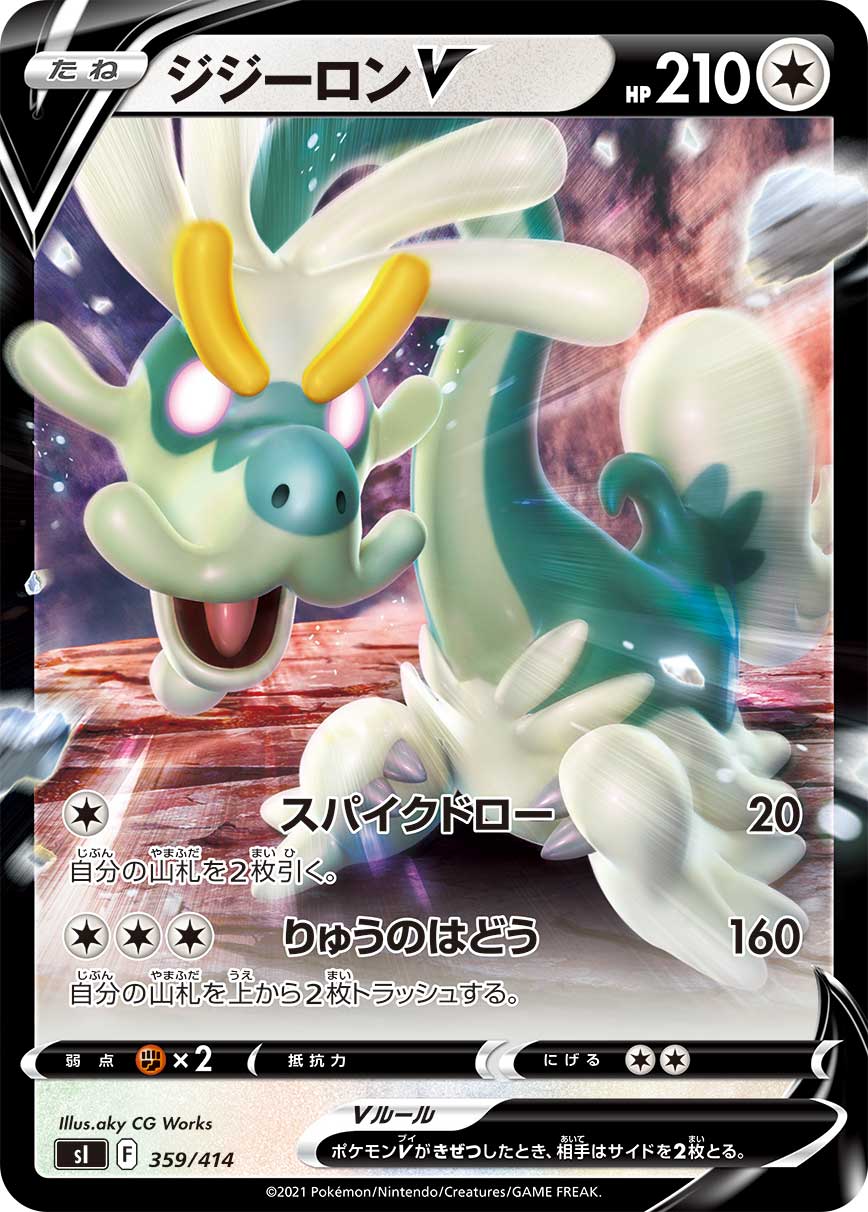 たね ジジーロンV HP 210
スパイクドロー 20
自分の山札を2枚引く。
りゅうのはどう 160
自分の山札を上から2枚トラッシュする。
弱点 ×2 抵抗力 にげる
Illus.aky CG Works
Vルール
ポケモンVがきぜつしたとき、相手はサイドを2枚とる。
sI F 359/414
©2021 Pokémon/Nintendo/Creatures/GAME FREAK.